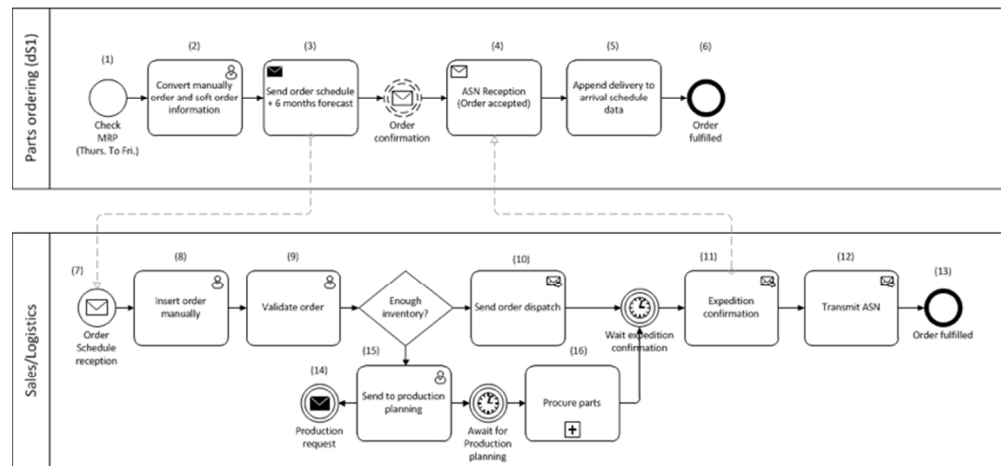 Parts ordering (dS1)
(1)
(2)
(3)
(4)
(5)
(6)
Check
MRP
(Thurs. To Fri.)
Convert manually
order and soft order
information
Send order schedule
+ 6 months forecast
Order
confirmation
ASN Reception
(Order accepted)
Append delivery to
arrival schedule
data
Order
fulfilled
Sales/Logistics
(7)
(8)
(9)
(10)
(11)
(12)
(13)
Order
Schedule
reception
Insert order
manually
Validate order
Enough
inventory?
Send order dispatch
Wait expedition
confirmation
Expedition
confirmation
Transmit ASN
Order fulfilled
(14)
(15)
(16)
Production
request
Send to production
planning
Await for
Production
planning
Procure parts